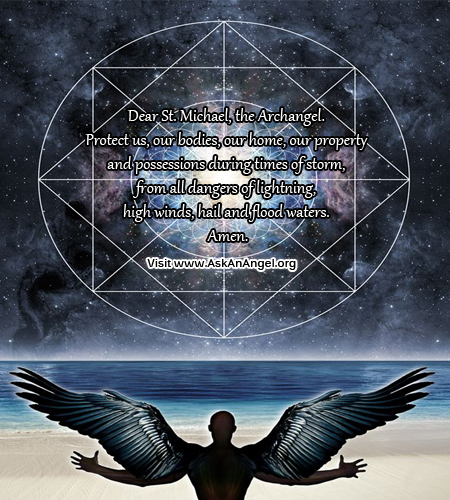 Dear St. Michael, the Archangel.
Protect us, our bodies, our home, our property
and possessions during times of storm,
from all dangers of lightning,
high winds, hail and flood waters.
Amen.
Visit www.AskAnAngel.org